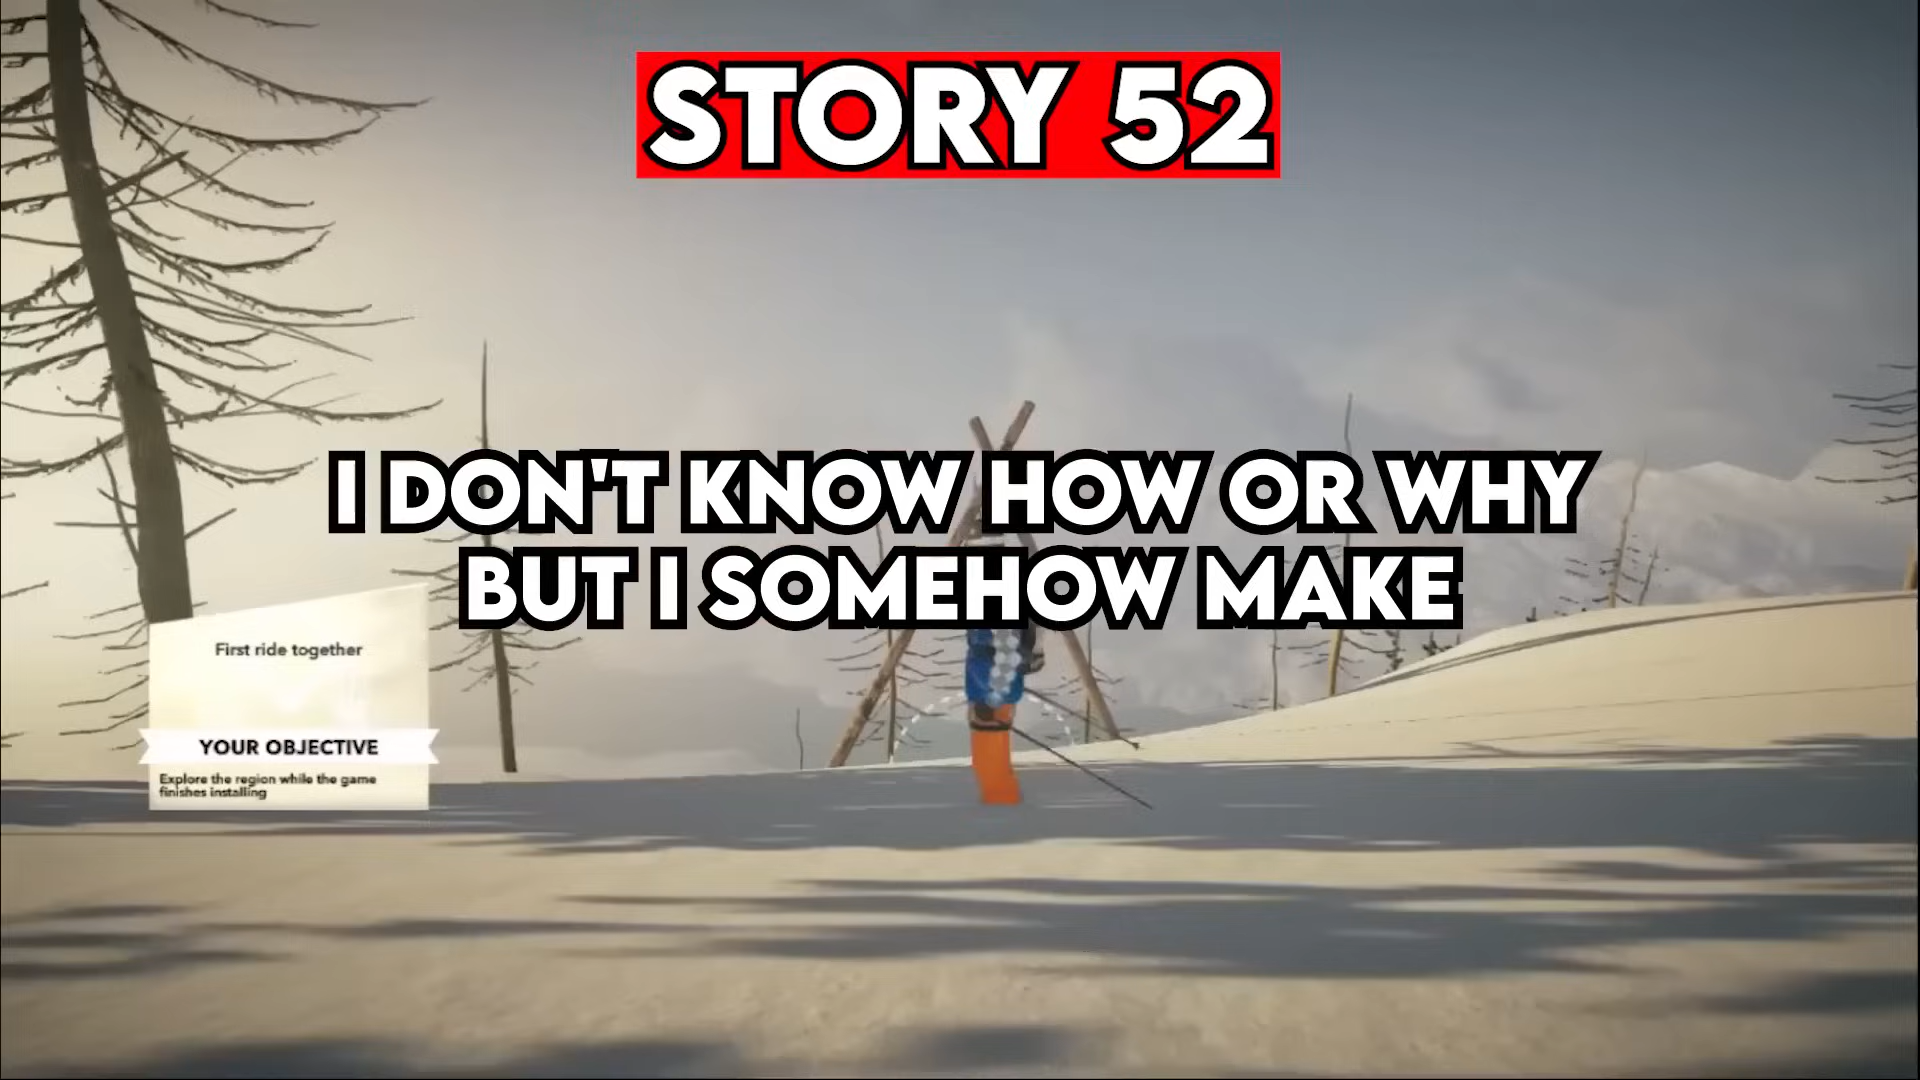 STORY 52
I DON'T KNOW HOW OR WHY
BUT I SOMEHOW MAKE
First ride together
YOUR OBJECTIVE
Explore the region while the game
finishes installing